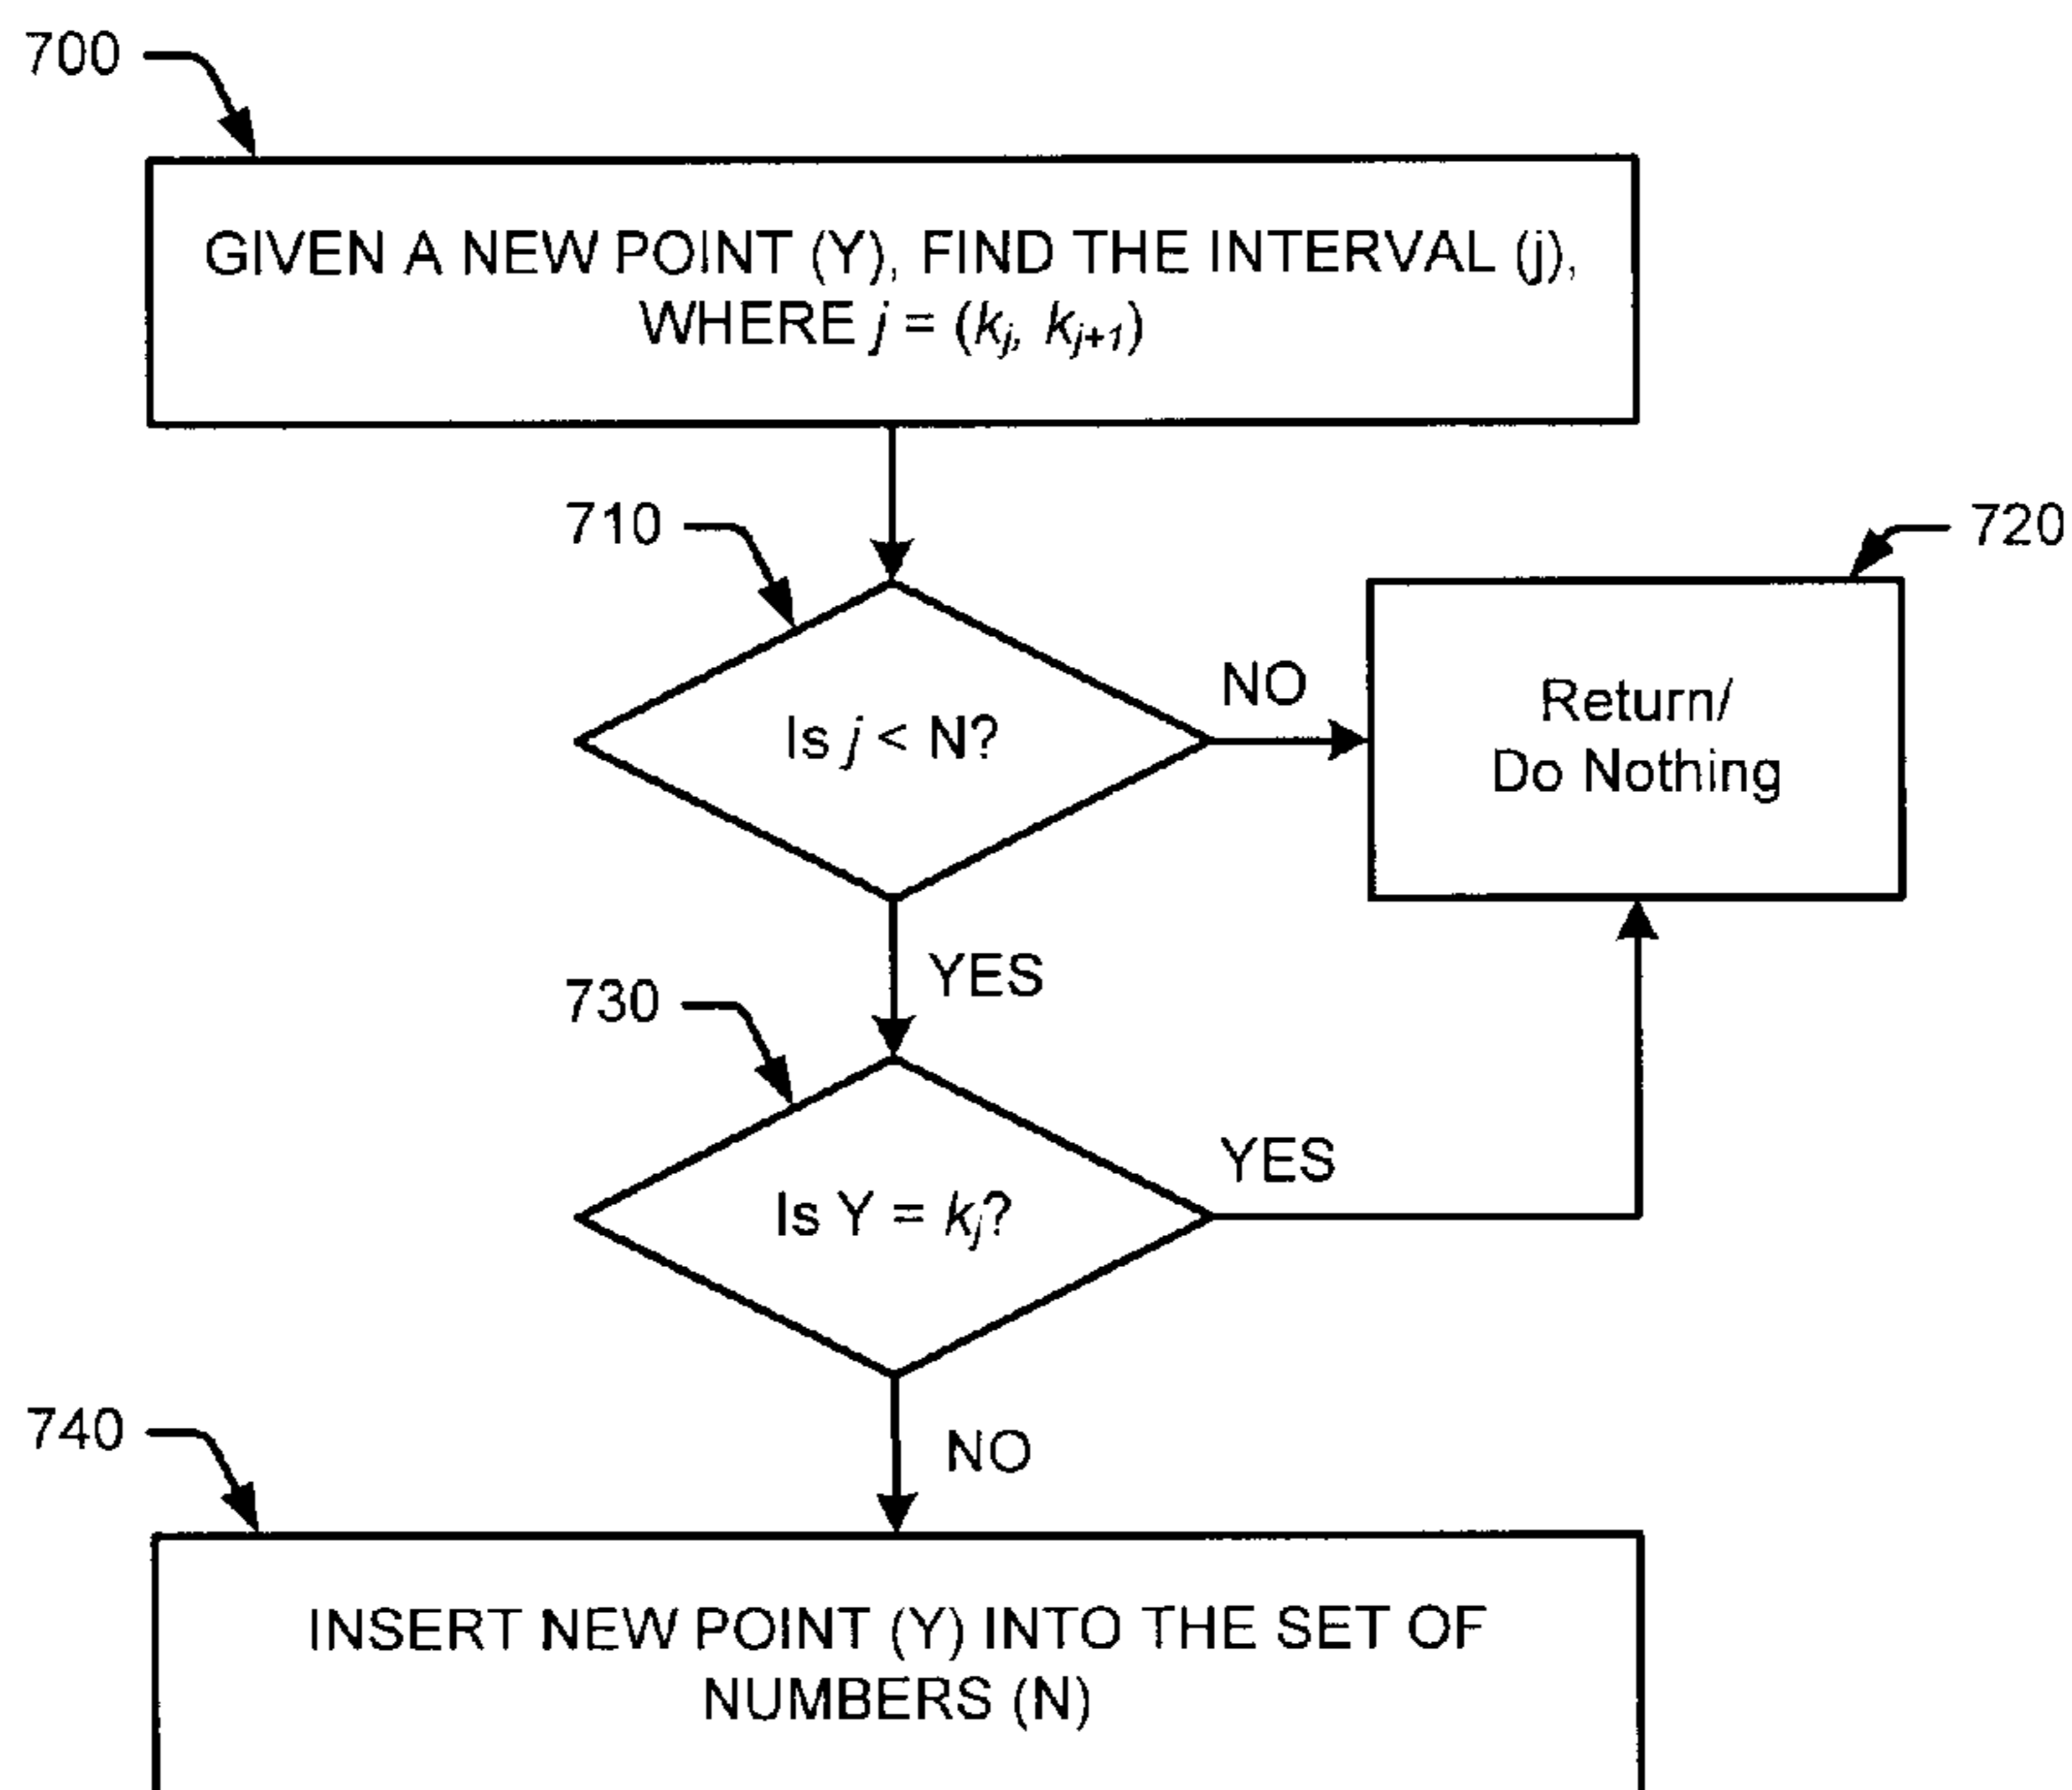 700
GIVEN A NEW POINT (Y), FIND THE INTERVAL (j),
WHERE j = (kj, kj+1)
710
720
Is j < N?
NO
Return/
Do Nothing
YES
730
Is Y = kj?
YES
740
NO
INSERT NEW POINT (Y) INTO THE SET OF
NUMBERS (N)